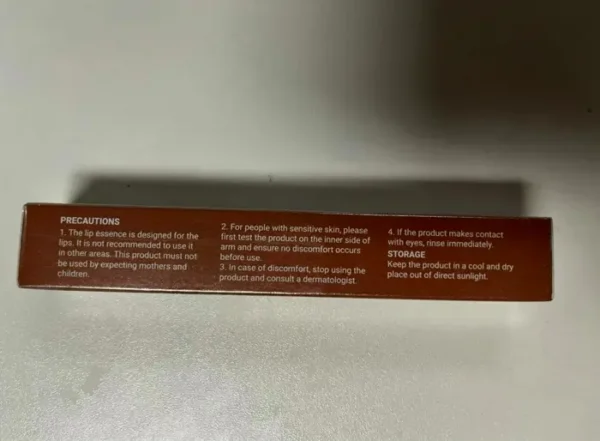 PRECAUTIONS
1. The lip essence is designed for the
lips. It is not recommended to use it
in other areas. This product must not
be used by expecting mothers and
children.
2. For people with sensitive skin, please
first test the product on the inner side of
arm and ensure no discomfort occurs
before use.
3. In case of discomfort, stop using the
product and consult a dermatologist.
4. If the product makes contact
with eyes, rinse immediately.
STORAGE
Keep the product in a cool and dry
place out of direct sunlight.